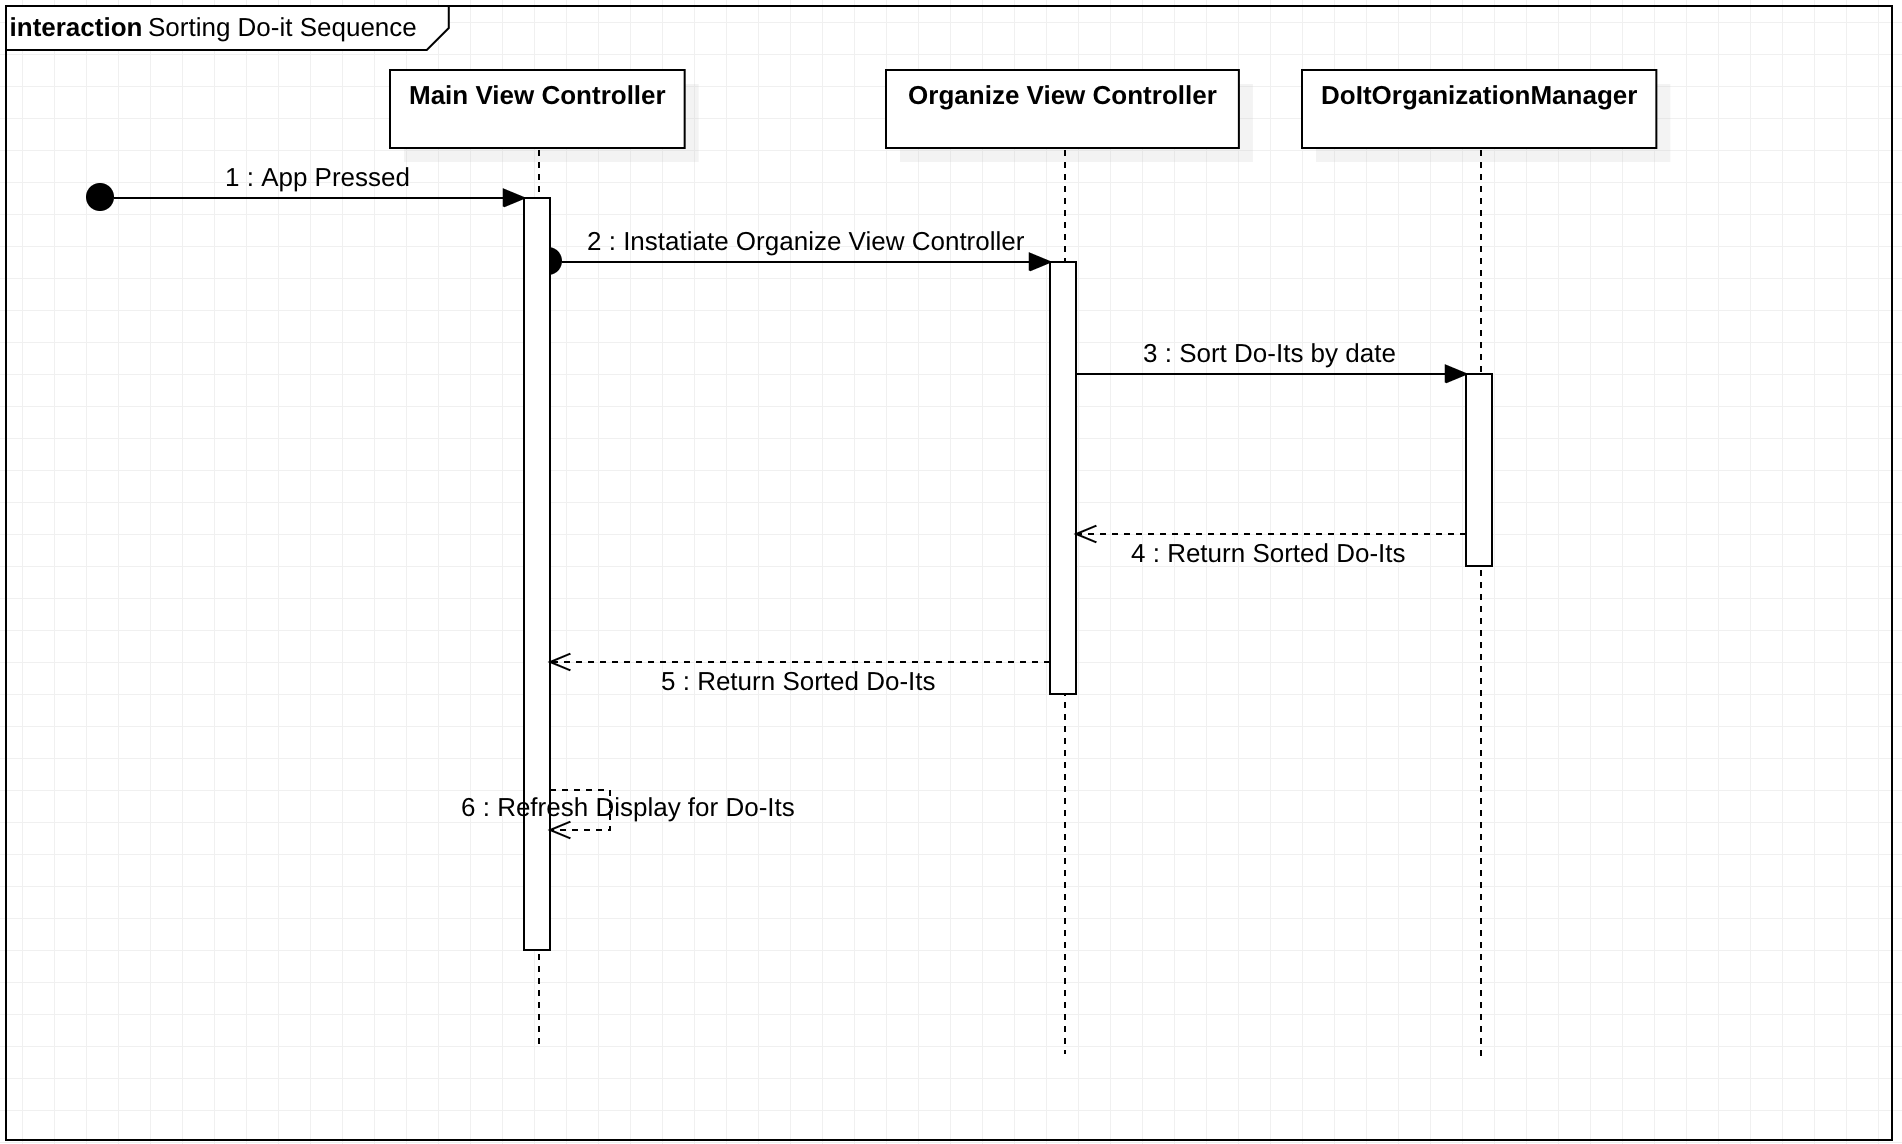 interaction Sorting Do-it Sequence
Main View Controller
Organize View Controller
DoItOrganizationManager
1 : App Pressed
2 : Instatiate Organize View Controller
3 : Sort Do-Its by date
4 : Return Sorted Do-Its
5 : Return Sorted Do-Its
6 : Refresh Display for Do-Its